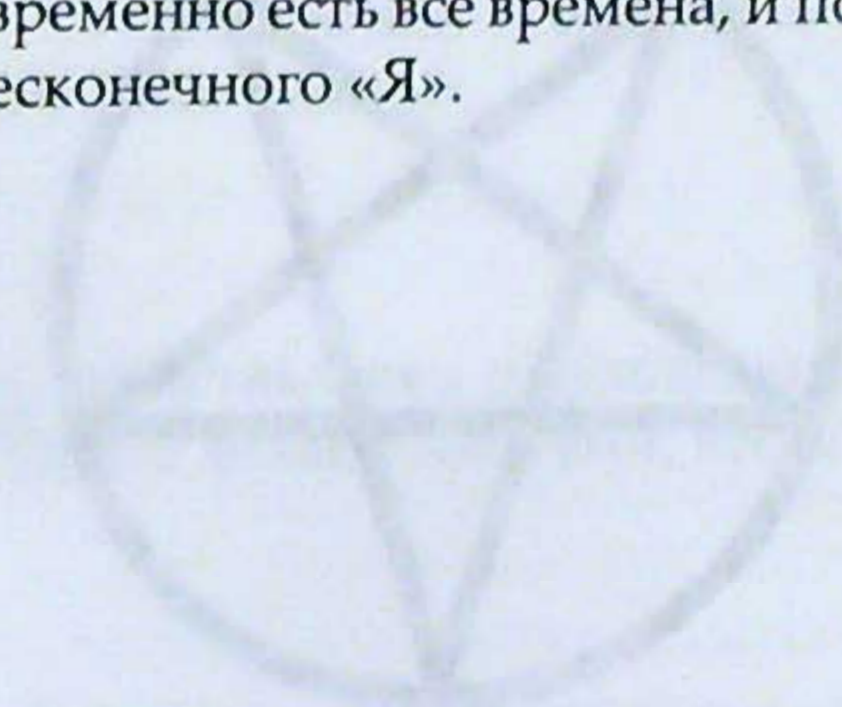 временно есть все времена, и по
есконечного «Я».